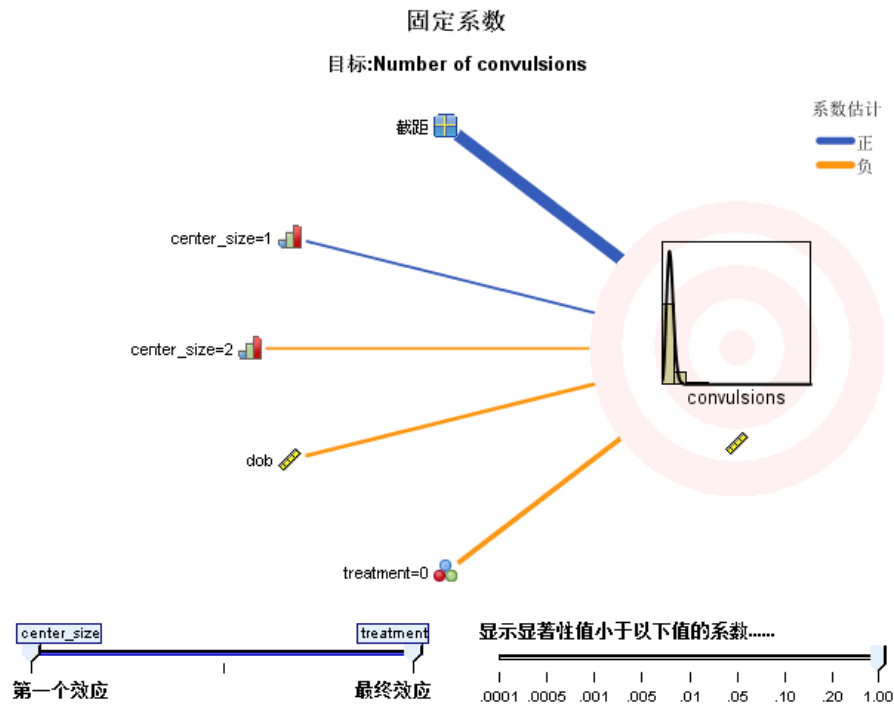 固定系数
目标:Number of convulsions
系数估计
正
负
截距
center_size=1
center_size=2
convulsions
dob
treatment=0
center_size
treatment
第一个效应
最终效应
显示显著性值小于以下值的系数......
.0001 .0005 .001 .005 .01 .05 .10 .20 1.00